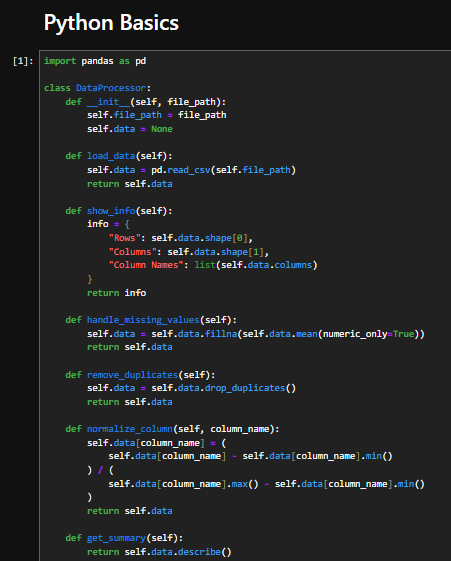 Python Basics
[1]:
import pandas as pd
class DataProcessor:
    def __init__(self, file_path):
        self.file_path = file_path
        self.data = None

    def load_data(self):
        self.data = pd.read_csv(self.file_path)
        return self.data

    def show_info(self):
        info = {
            "Rows": self.data.shape[0],
            "Columns": self.data.shape[1],
            "Column Names": list(self.data.columns)
        }
        return info

    def handle_missing_values(self):
        self.data = self.data.fillna(self.data.mean(numeric_only=True))
        return self.data

    def remove_duplicates(self):
        self.data = self.data.drop_duplicates()
        return self.data

    def normalize_column(self, column_name):
        self.data[column_name] = (
            self.data[column_name] - self.data[column_name].min()
        ) / (
            self.data[column_name].max() - self.data[column_name].min()
        )
        return self.data

    def get_summary(self):
        return self.data.describe()